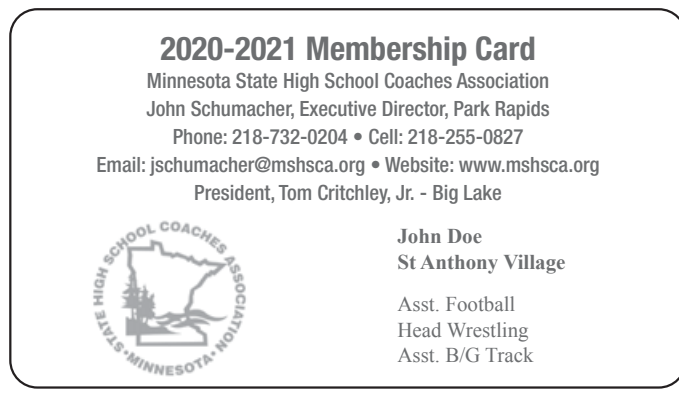 2020-2021 Membership Card
Minnesota State High School Coaches Association
John Schumacher, Executive Director, Park Rapids
Phone: 218-732-0204 • Cell: 218-255-0827
Email: jschumacher@mshsca.org • Website: www.mshsca.org
President, Tom Critchley, Jr. - Big Lake
STATE HIGH SCHOOL COACHES ASSOCIATION
•MINNESOTA•
John Doe
St Anthony Village
Asst. Football
Head Wrestling
Asst. B/G Track